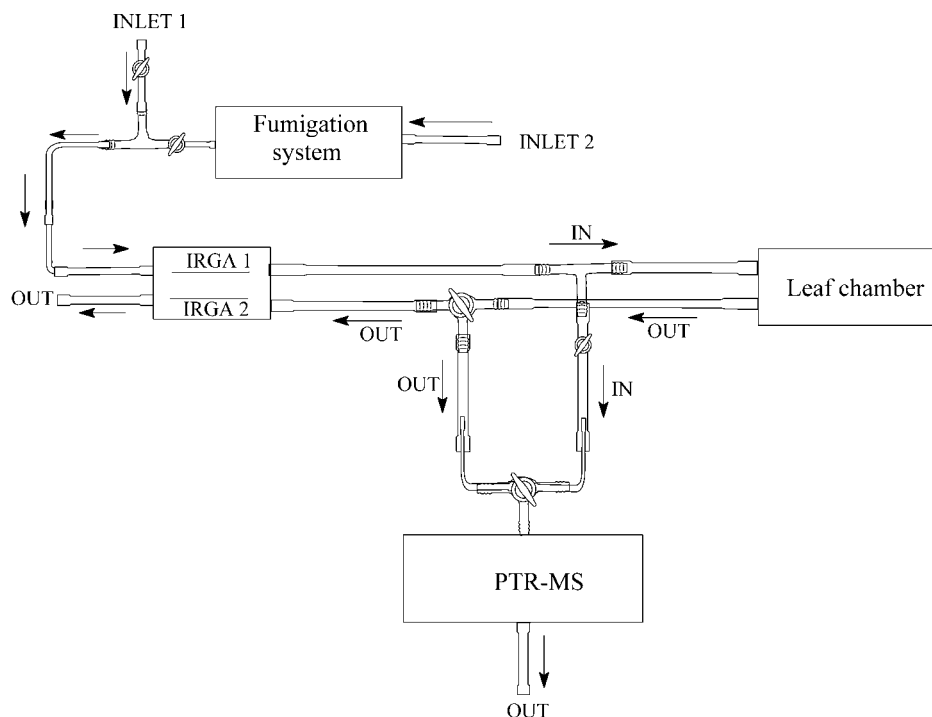 INLET 1
Fumigation
system
INLET 2
IN
IRGA 1
Leaf chamber
OUT
IRGA 2
OUT
OUT
OUT
IN
PTR-MS
OUT